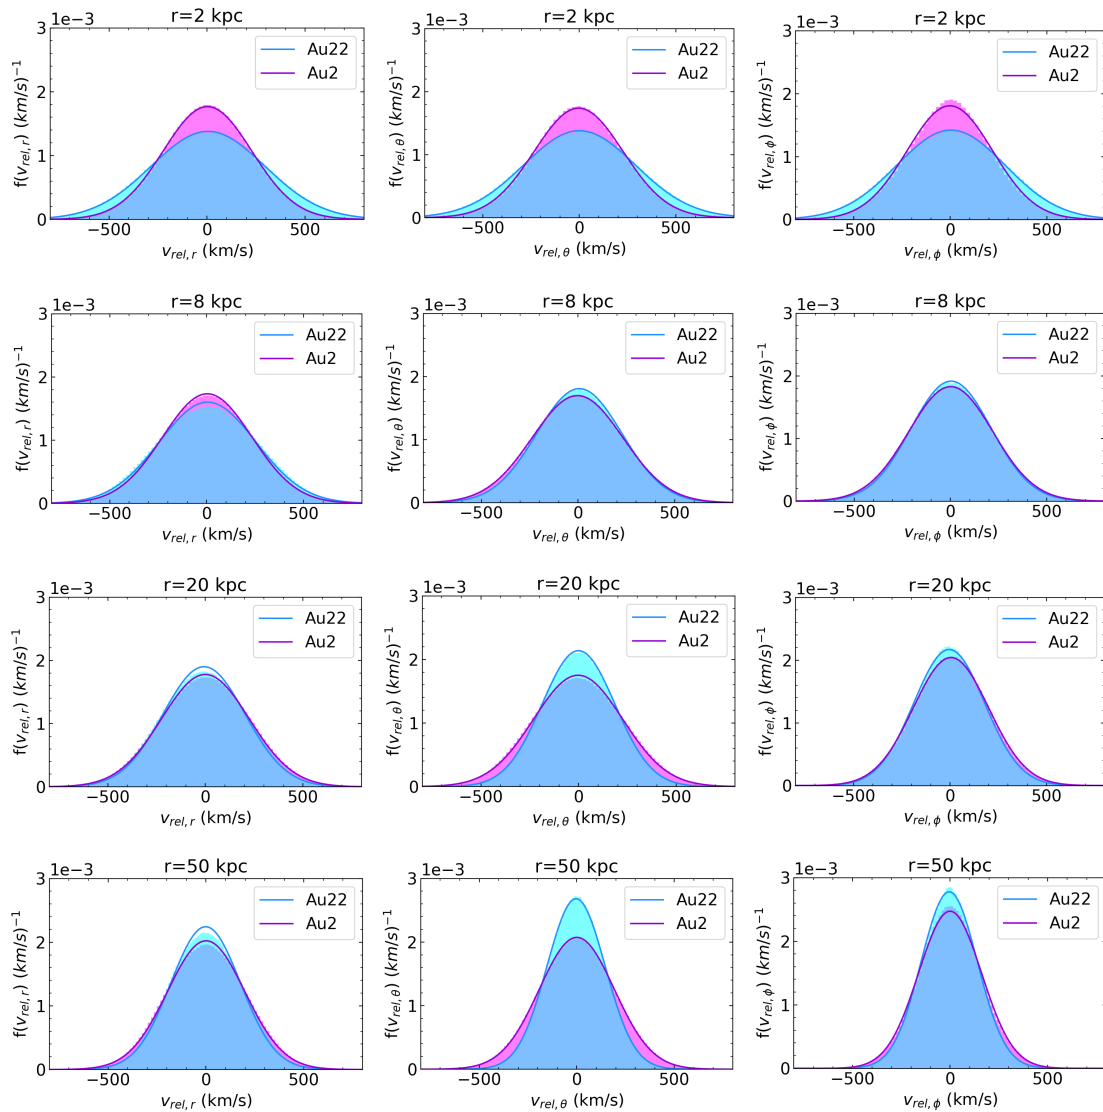 1e−3
r=2 kpc
Au22
Au2
f(v_{rel,r}) (km/s)^{−1}
3
2
1
0
−500
0
500
v_{rel,r} (km/s)
1e−3
r=2 kpc
Au22
Au2
f(v_{rel,θ}) (km/s)^{−1}
3
2
1
0
−500
0
500
v_{rel,θ} (km/s)
1e−3
r=2 kpc
Au22
Au2
f(v_{rel,ϕ}) (km/s)^{−1}
3
2
1
0
−500
0
500
v_{rel,ϕ} (km/s)
1e−3
r=8 kpc
Au22
Au2
f(v_{rel,r}) (km/s)^{−1}
3
2
1
0
−500
0
500
v_{rel,r} (km/s)
1e−3
r=8 kpc
Au22
Au2
f(v_{rel,θ}) (km/s)^{−1}
3
2
1
0
−500
0
500
v_{rel,θ} (km/s)
1e−3
r=8 kpc
Au22
Au2
f(v_{rel,ϕ}) (km/s)^{−1}
3
2
1
0
−500
0
500
v_{rel,ϕ} (km/s)
1e−3
r=20 kpc
Au22
Au2
f(v_{rel,r}) (km/s)^{−1}
3
2
1
0
−500
0
500
v_{rel,r} (km/s)
1e−3
r=20 kpc
Au22
Au2
f(v_{rel,θ}) (km/s)^{−1}
3
2
1
0
−500
0
500
v_{rel,θ} (km/s)
1e−3
r=20 kpc
Au22
Au2
f(v_{rel,ϕ}) (km/s)^{−1}
3
2
1
0
−500
0
500
v_{rel,ϕ} (km/s)
1e−3
r=50 kpc
Au22
Au2
f(v_{rel,r}) (km/s)^{−1}
3
2
1
0
−500
0
500
v_{rel,r} (km/s)
1e−3
r=50 kpc
Au22
Au2
f(v_{rel,θ}) (km/s)^{−1}
3
2
1
0
−500
0
500
v_{rel,θ} (km/s)
1e−3
r=50 kpc
Au22
Au2
f(v_{rel,ϕ}) (km/s)^{−1}
3
2
1
0
−500
0
500
v_{rel,ϕ} (km/s)